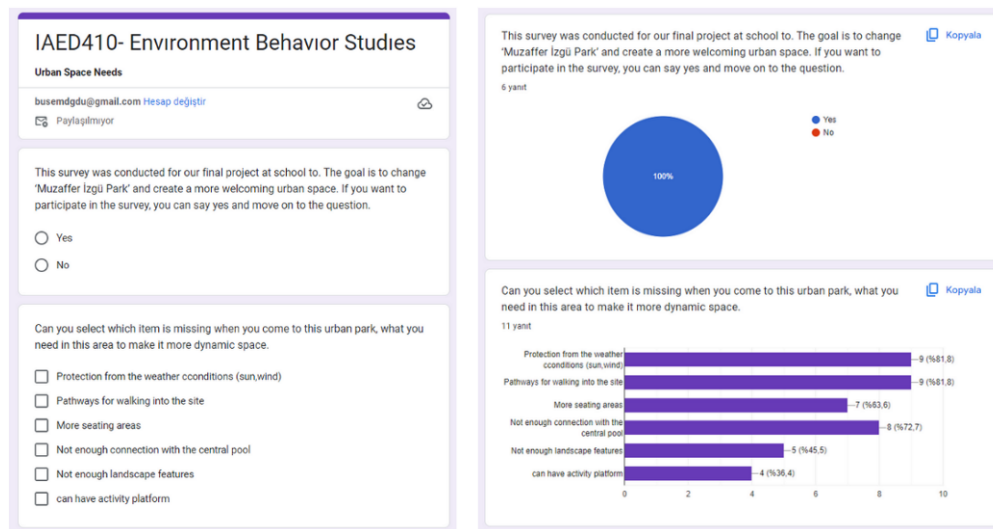 IAED410- Envıronment Behavıor Studıes
Urban Space Needs
busemdgdu@gmail.com Hesap değiştir
Paylaşılmıyor
This survey was conducted for our final project at school to. The goal is to change
‘Muzaffer İzgü Park’ and create a more welcoming urban space. If you want to
participate in the survey, you can say yes and move on to the question.
Yes
No
Can you select which item is missing when you come to this urban park, what you
need in this area to make it more dynamic space.
Protection from the weather cconditions (sun,wind)
Pathways for walking into the site
More seating areas
Not enough connection with the central pool
Not enough landscape features
can have activity platform
This survey was conducted for our final project at school to. The goal is to change
‘Muzaffer İzgü Park’ and create a more welcoming urban space. If you want to
participate in the survey, you can say yes and move on to the question.
Kopyala
6 yanıt
Yes
No
100%
Can you select which item is missing when you come to this urban park, what you
need in this area to make it more dynamic space.
Kopyala
11 yanıt
Protection from the weather
cconditions (sun,wind)
9 (%81,8)
Pathways for walking into the site
9 (%81,8)
More seating areas
7 (%63,6)
Not enough connection with the
central pool
8 (%72,7)
Not enough landscape features
5 (%45,5)
can have activity platform
4 (%36,4)
0 2 4 6 8 10